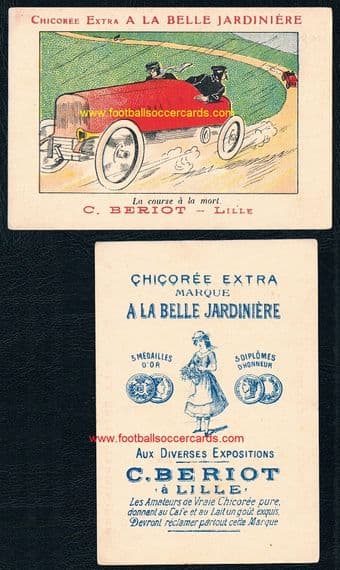 CHICORÉE EXTRA A LA BELLE JARDINIÈRE
www.footballsoccercards.com
La course à la mort.
C. BERIOT – LILLE
CHICORÉE EXTRA
MARQUE
A LA BELLE JARDINIÈRE
5 MÉDAILLES
D'OR
5 DIPLÔMES
D'HONNEUR
www.footballsoccercards.com
AUX DIVERSES EXPOSITIONS
C. BERIOT
à LILLE
Les Amateurs de Vraie Chicorée pure,
donnant au Café et au Lait un goût exquis,
Devront réclamer partout cette Marque